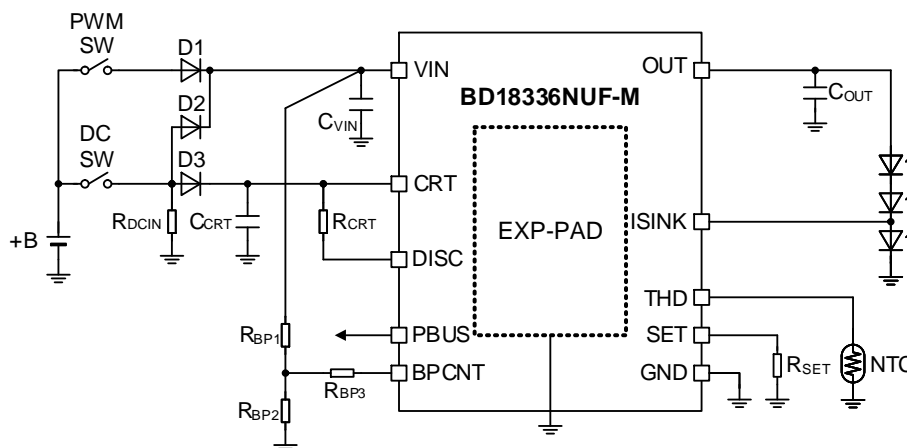 PWM
SW
D1
VIN
OUT
BD18336NUF-M
CVIN
COUT
D2
DC
SW
D3
CRT
RDCIN
CCRT
RCRT
EXP-PAD
ISINK
+B
DISC
THD
RBP1
PBUS
SET
RSET
NTC
BPCNT
RBP3
GND
RBP2